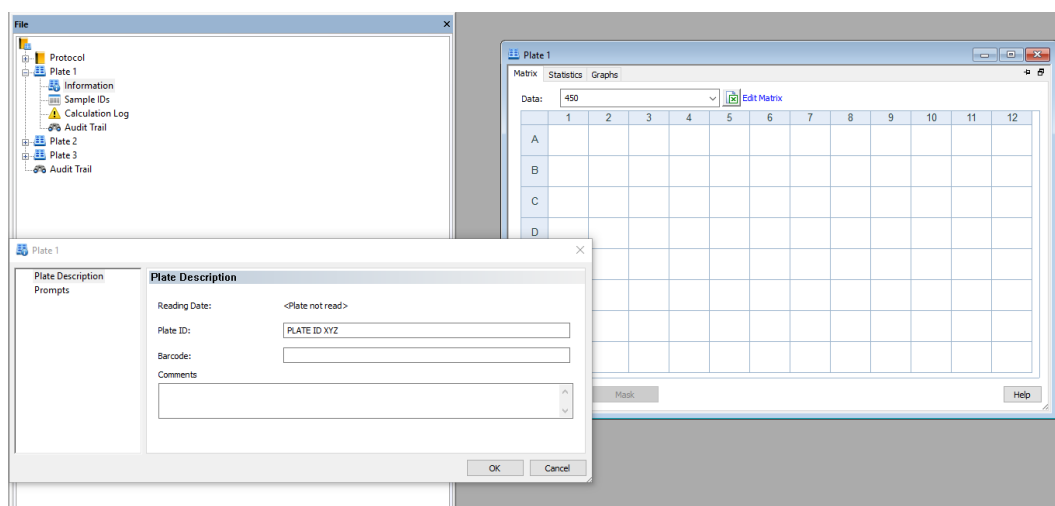 File
Protocol
Plate 1
Information
Sample IDs
Calculation Log
Audit Trail
Plate 2
Plate 3
Audit Trail
Plate 1
Matrix Statistics Graphs
Data: 450 Edit Matrix
1 2 3 4 5 6 7 8 9 10 11 12
A
B
C
D
Mask Help
Plate 1
Plate Description
Prompts
Plate Description
Reading Date: <Plate not read>
Plate ID: PLATE ID XYZ
Barcode:
Comments
OK Cancel